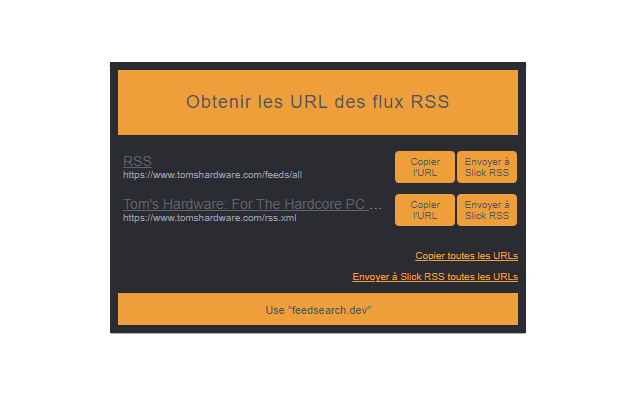 Obtenir les URL des flux RSS
RSS
https://www.tomshardware.com/feeds/all
Copier
l'URL
Envoyer à
Slick RSS
Tom's Hardware: For The Hardcore PC ...
https://www.tomshardware.com/rss.xml
Copier
l'URL
Envoyer à
Slick RSS
Copier toutes les URLs
Envoyer à Slick RSS toutes les URLs
Use "feedsearch.dev"